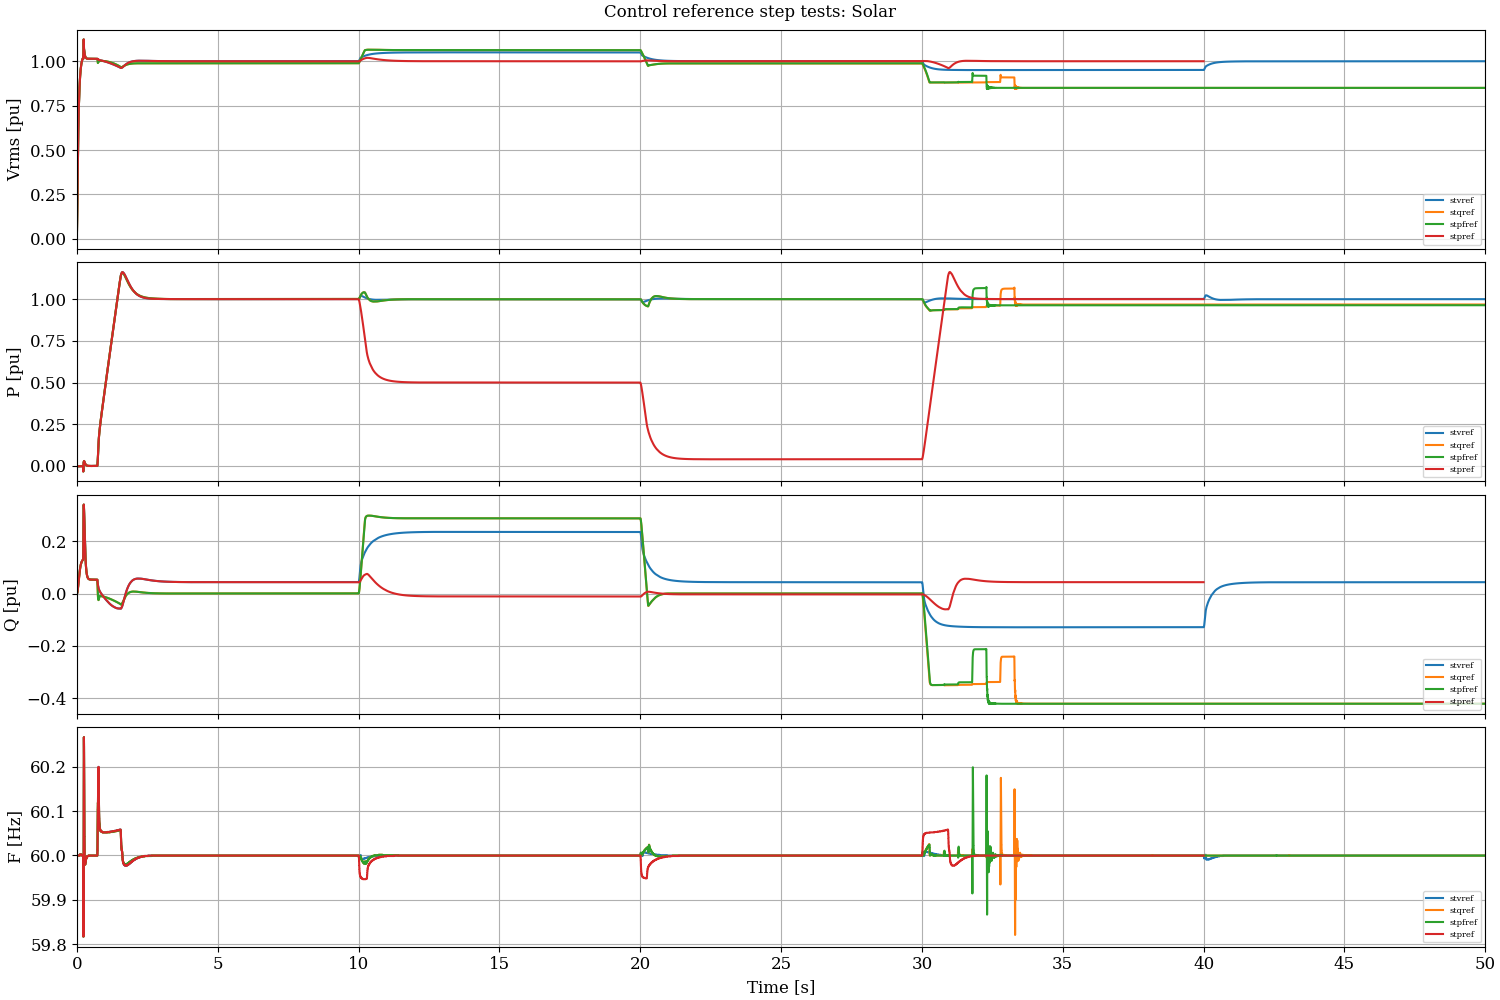 Control reference step tests: Solar
Vrms [pu]
1.00
0.75
0.50
0.25
0.00
stvref
stqref
stpfref
stpref
P [pu]
1.00
0.75
0.50
0.25
0.00
stvref
stqref
stpfref
stpref
Q [pu]
0.2
0.0
−0.2
−0.4
stvref
stqref
stpfref
stpref
F [Hz]
60.2
60.1
60.0
59.9
59.8
stvref
stqref
stpfref
stpref
0 5 10 15 20 25 30 35 40 45 50
Time [s]